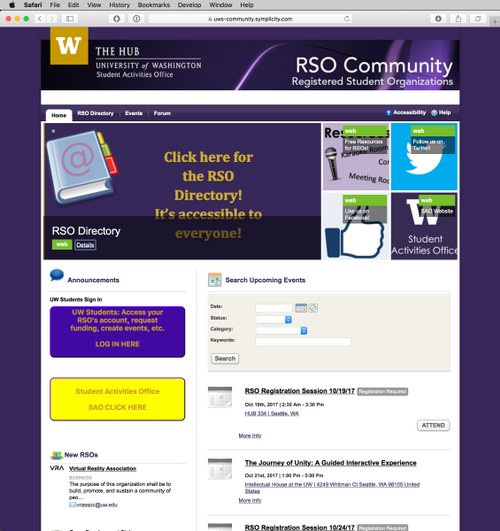 Safari File Edit View History Bookmarks Develop Window Help
uws-community.symplicity.com
W
THE HUB
UNIVERSITY of WASHINGTON
Student Activities Office
RSO Community
Registered Student Organizations
Home RSO Directory Events Forum Accessibility Help
@
Click here for
the RSO
Directory!
It's accessible to
everyone!
RSO Directory
web Details
Resources
web
Free Resources
for RSOs!
Karaoke Room
Meeting Room
web
Follow us on
Twitter!
web
Like us on
Facebook!
web
SAO Website
W
Student
Activities Office
Announcements
UW Students Sign In
UW Students: Access your
RSO's account, request
funding, create events, etc.
LOG IN HERE
Student Activities Office
SAO CLICK HERE
New RSOs
VRA Virtual Reality Association
BUSINESS
The purpose of this organization shall be to
build, promote, and sustain a community of
peo...
vrassoc@uw.edu
Search Upcoming Events
Date:
Status:
Category:
Keywords:
Search
RSO Registration Session 10/19/17 Registration Required
Oct 19th, 2017 | 2:30 AM - 3:30 PM
HUB 334 | Seattle, WA
ATTEND
More Info
The Journey of Unity: A Guided Interactive Experience
Oct 21st, 2017 | 1:00 PM - 5:00 PM
Intellectual House at the UW | 4249 Whitman Ct Seattle, WA 98105 United
States
More Info
RSO Registration Session 10/24/17 Registration Required